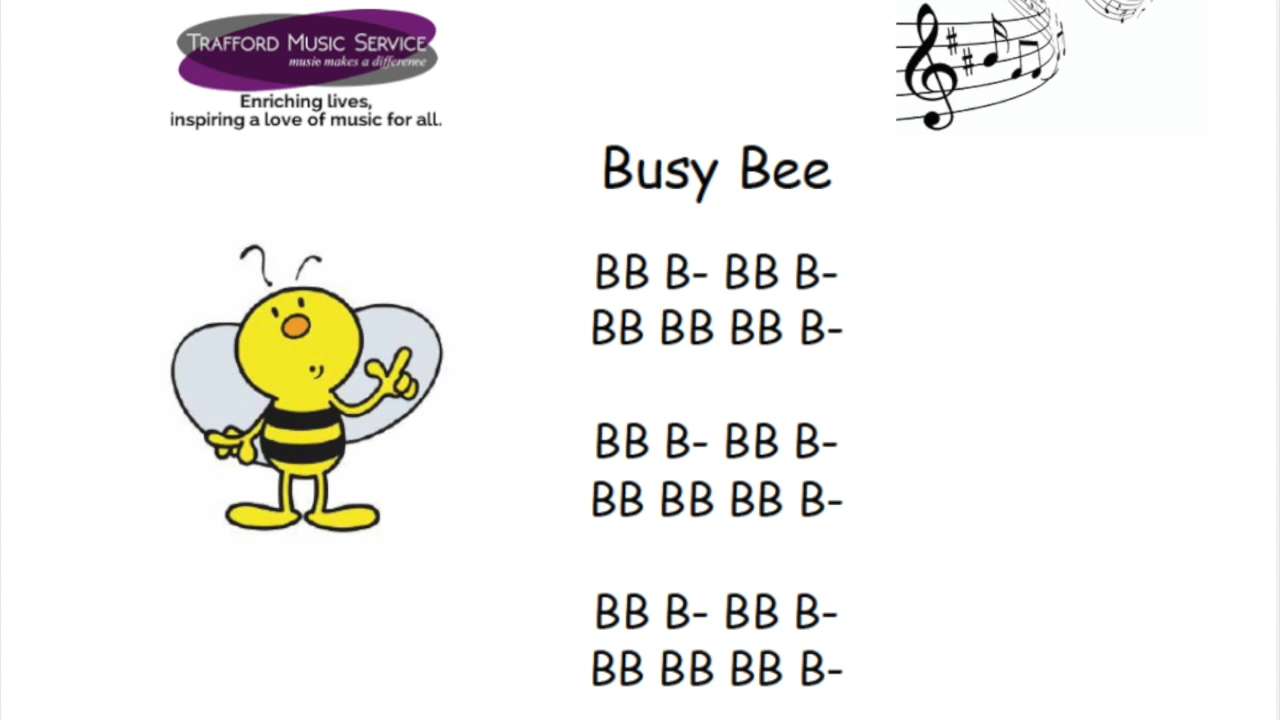 TRAFFORD MUSIC SERVICE
music makes a difference
Enriching lives,
inspiring a love of music for all.
Busy Bee
BB B- BB B-
BB BB BB B-
BB B- BB B-
BB BB BB B-
BB B- BB B-
BB BB BB B-